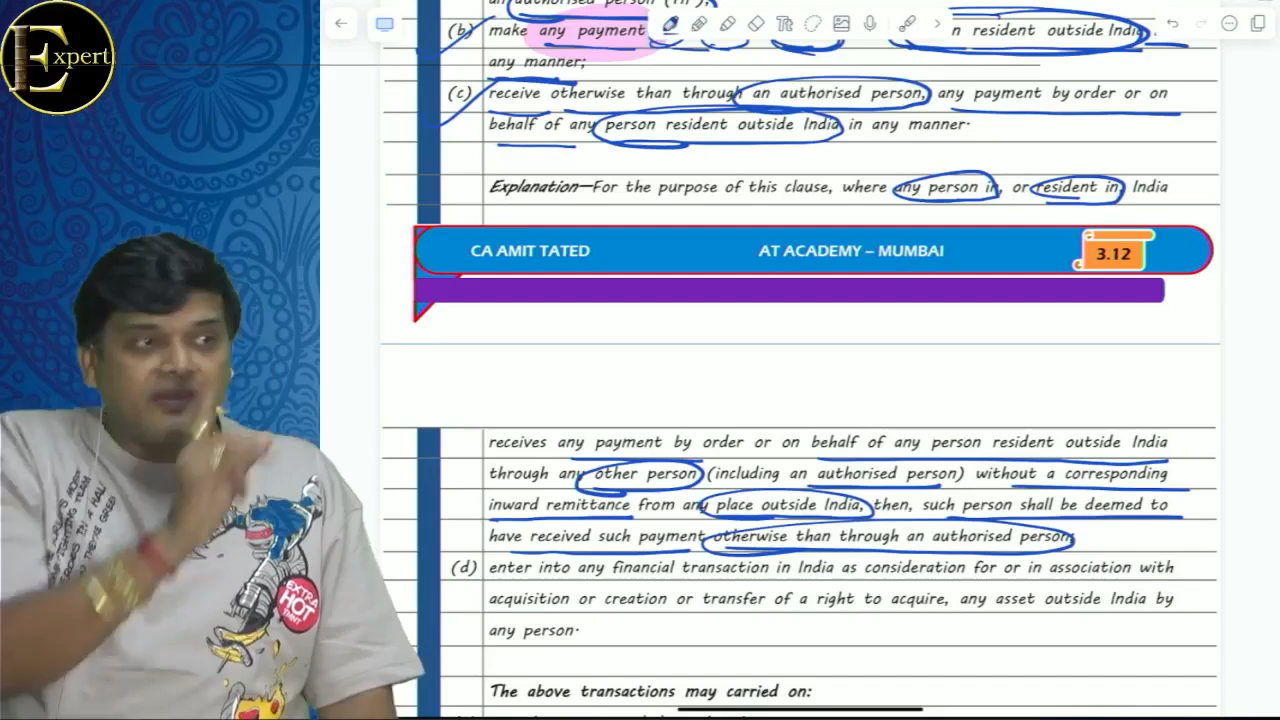 Expert
an authorised person
(b) make any payment n resident outside India
any manner;
(c) receive otherwise than through an authorised person, any payment by order or on
behalf of any person resident outside India in any manner·
Explanation—For the purpose of this clause, where any person in, or resident in, India
CA AMIT TATED AT ACADEMY – MUMBAI 3.12
receives any payment by order or on behalf of any person resident outside India
through any other person (including an authorised person) without a corresponding
inward remittance from any place outside India, then, such person shall be deemed to
have received such payment otherwise than through an authorised person;
(d) enter into any financial transaction in India as consideration for or in association with
acquisition or creation or transfer of a right to acquire, any asset outside India by
any person·
The above transactions may carried on:
EXTRA
HOT